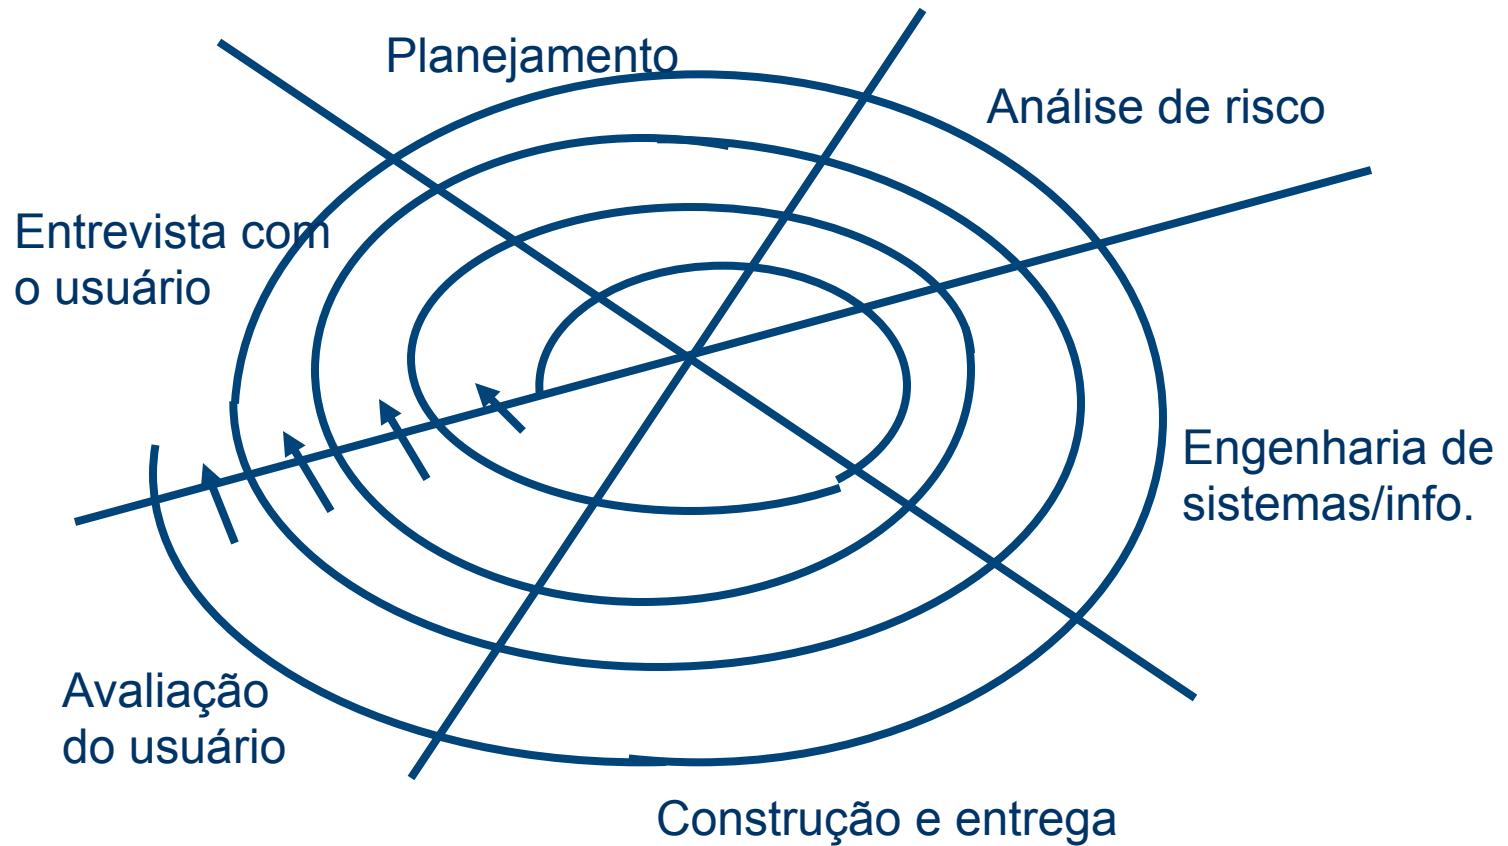 Planejamento
Análise de risco
Entrevista com
o usuário
Engenharia de
sistemas/info.
Avaliação
do usuário
Construção e entrega